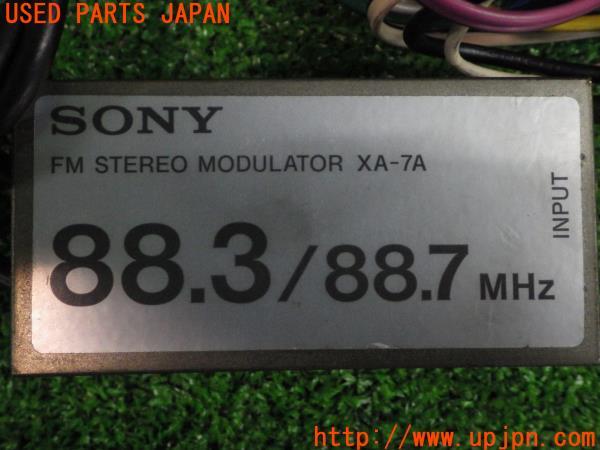 USED PARTS JAPAN
SONY
FM STEREO MODULATOR XA-7A
88.3/88.7 MHz
INPUT
http://www.upjpn.com/